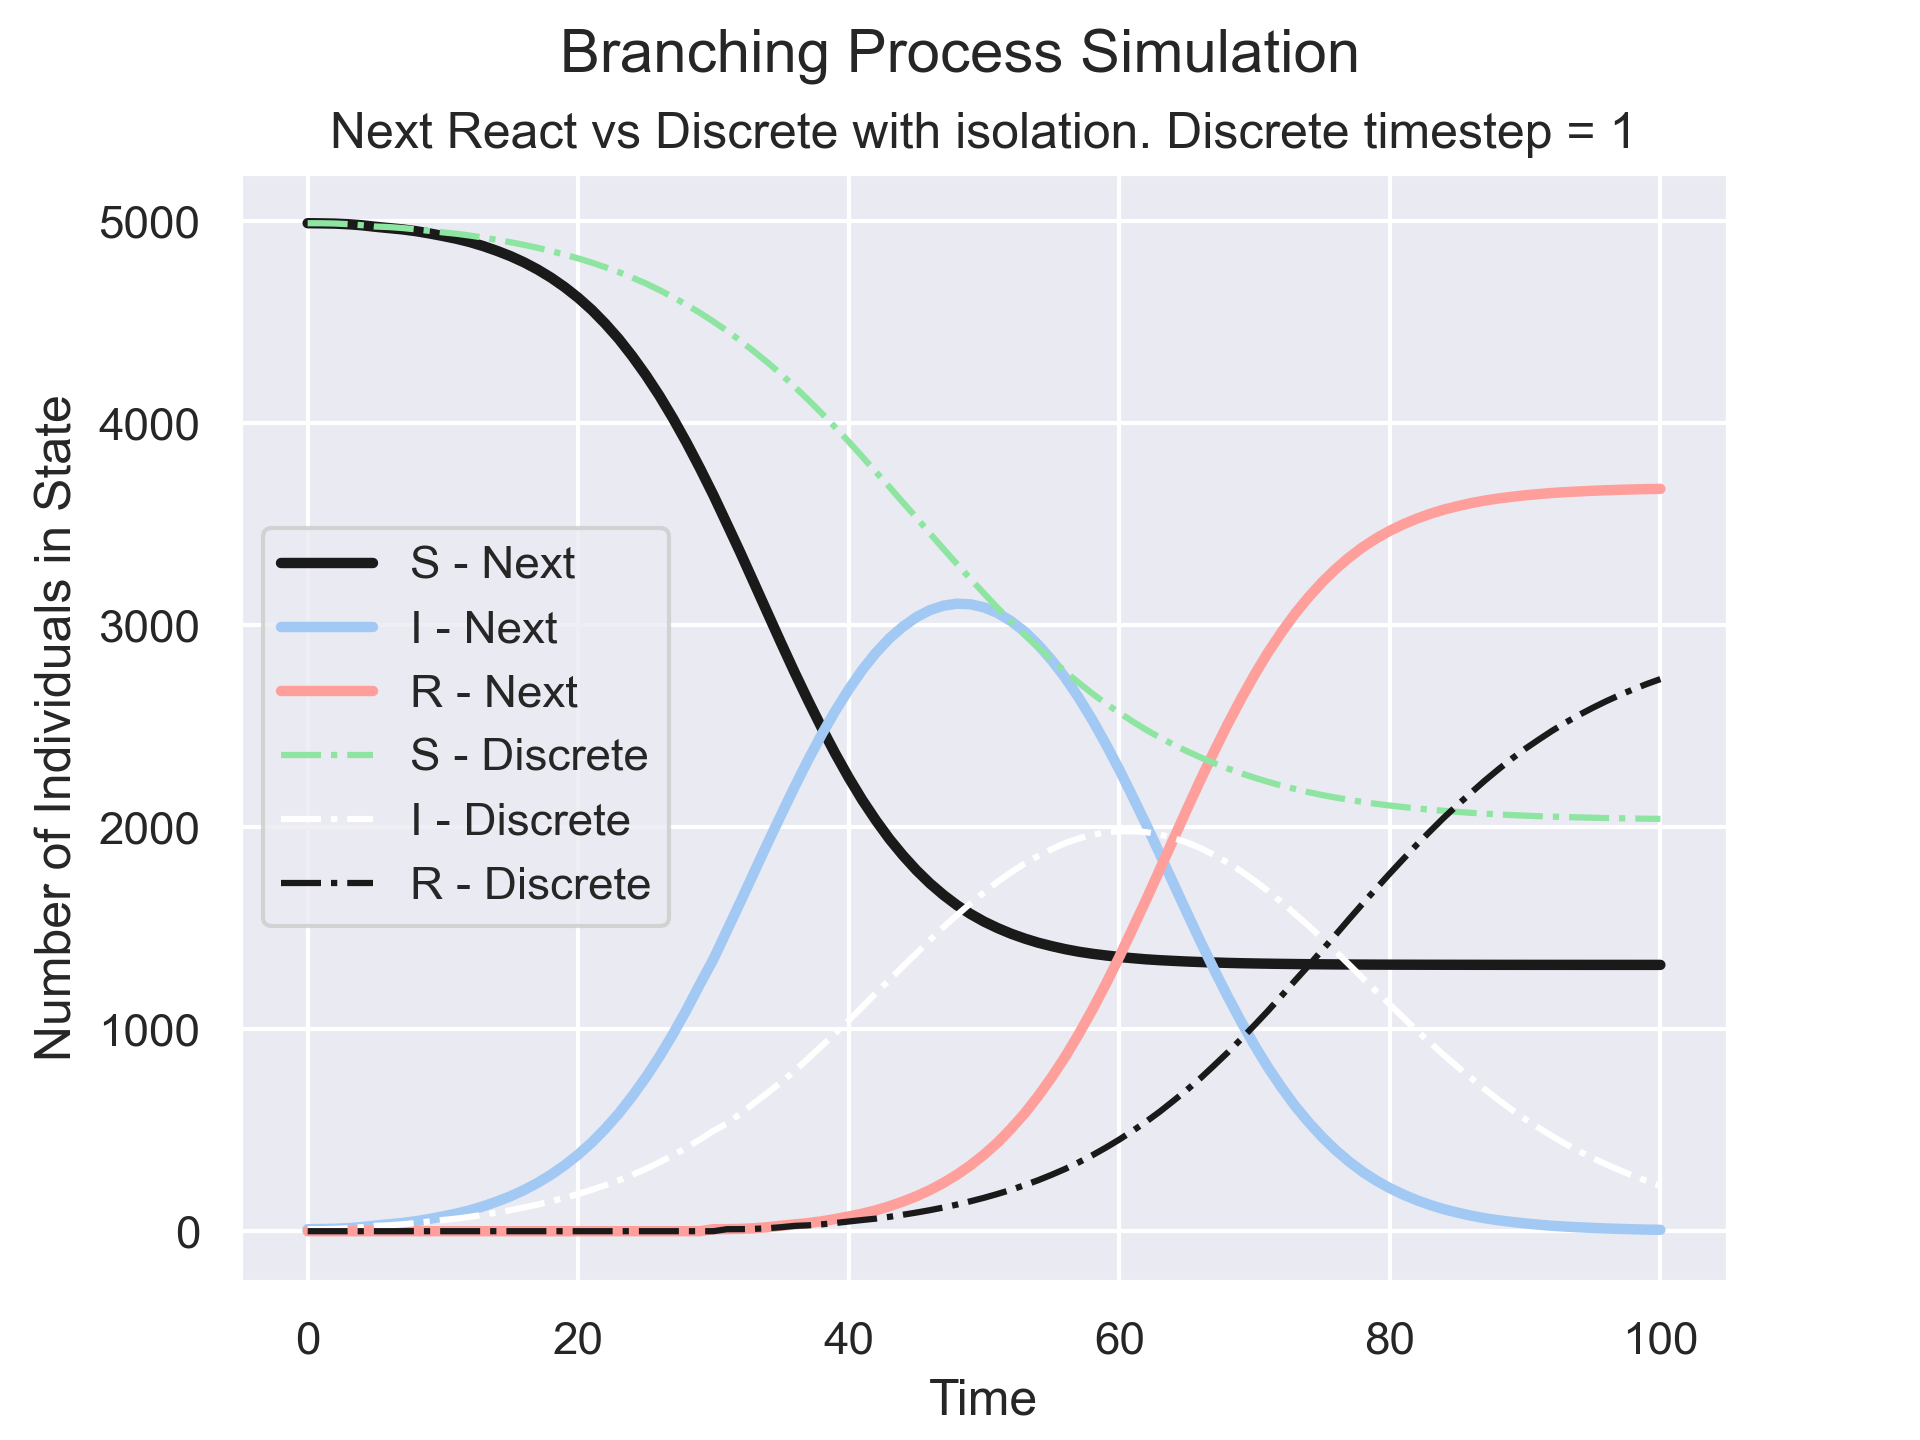 Branching Process Simulation
Next React vs Discrete with isolation. Discrete timestep = 1
Number of Individuals in State
5000
4000
3000
2000
1000
0
S - Next
I - Next
R - Next
S - Discrete
I - Discrete
R - Discrete
0 20 40 60 80 100
Time